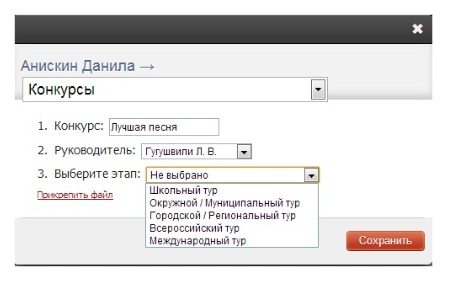 Анискин Данила →
Конкурсы
1. Конкурс: Лучшая песня
2. Руководитель: Гугушвили Л. В.
3. Выберите этап: Не выбрано
Школьный тур
Окружной / Муниципальный тур
Городской / Региональный тур
Всероссийский тур
Международный тур
Прикрепить файл
Сохранить